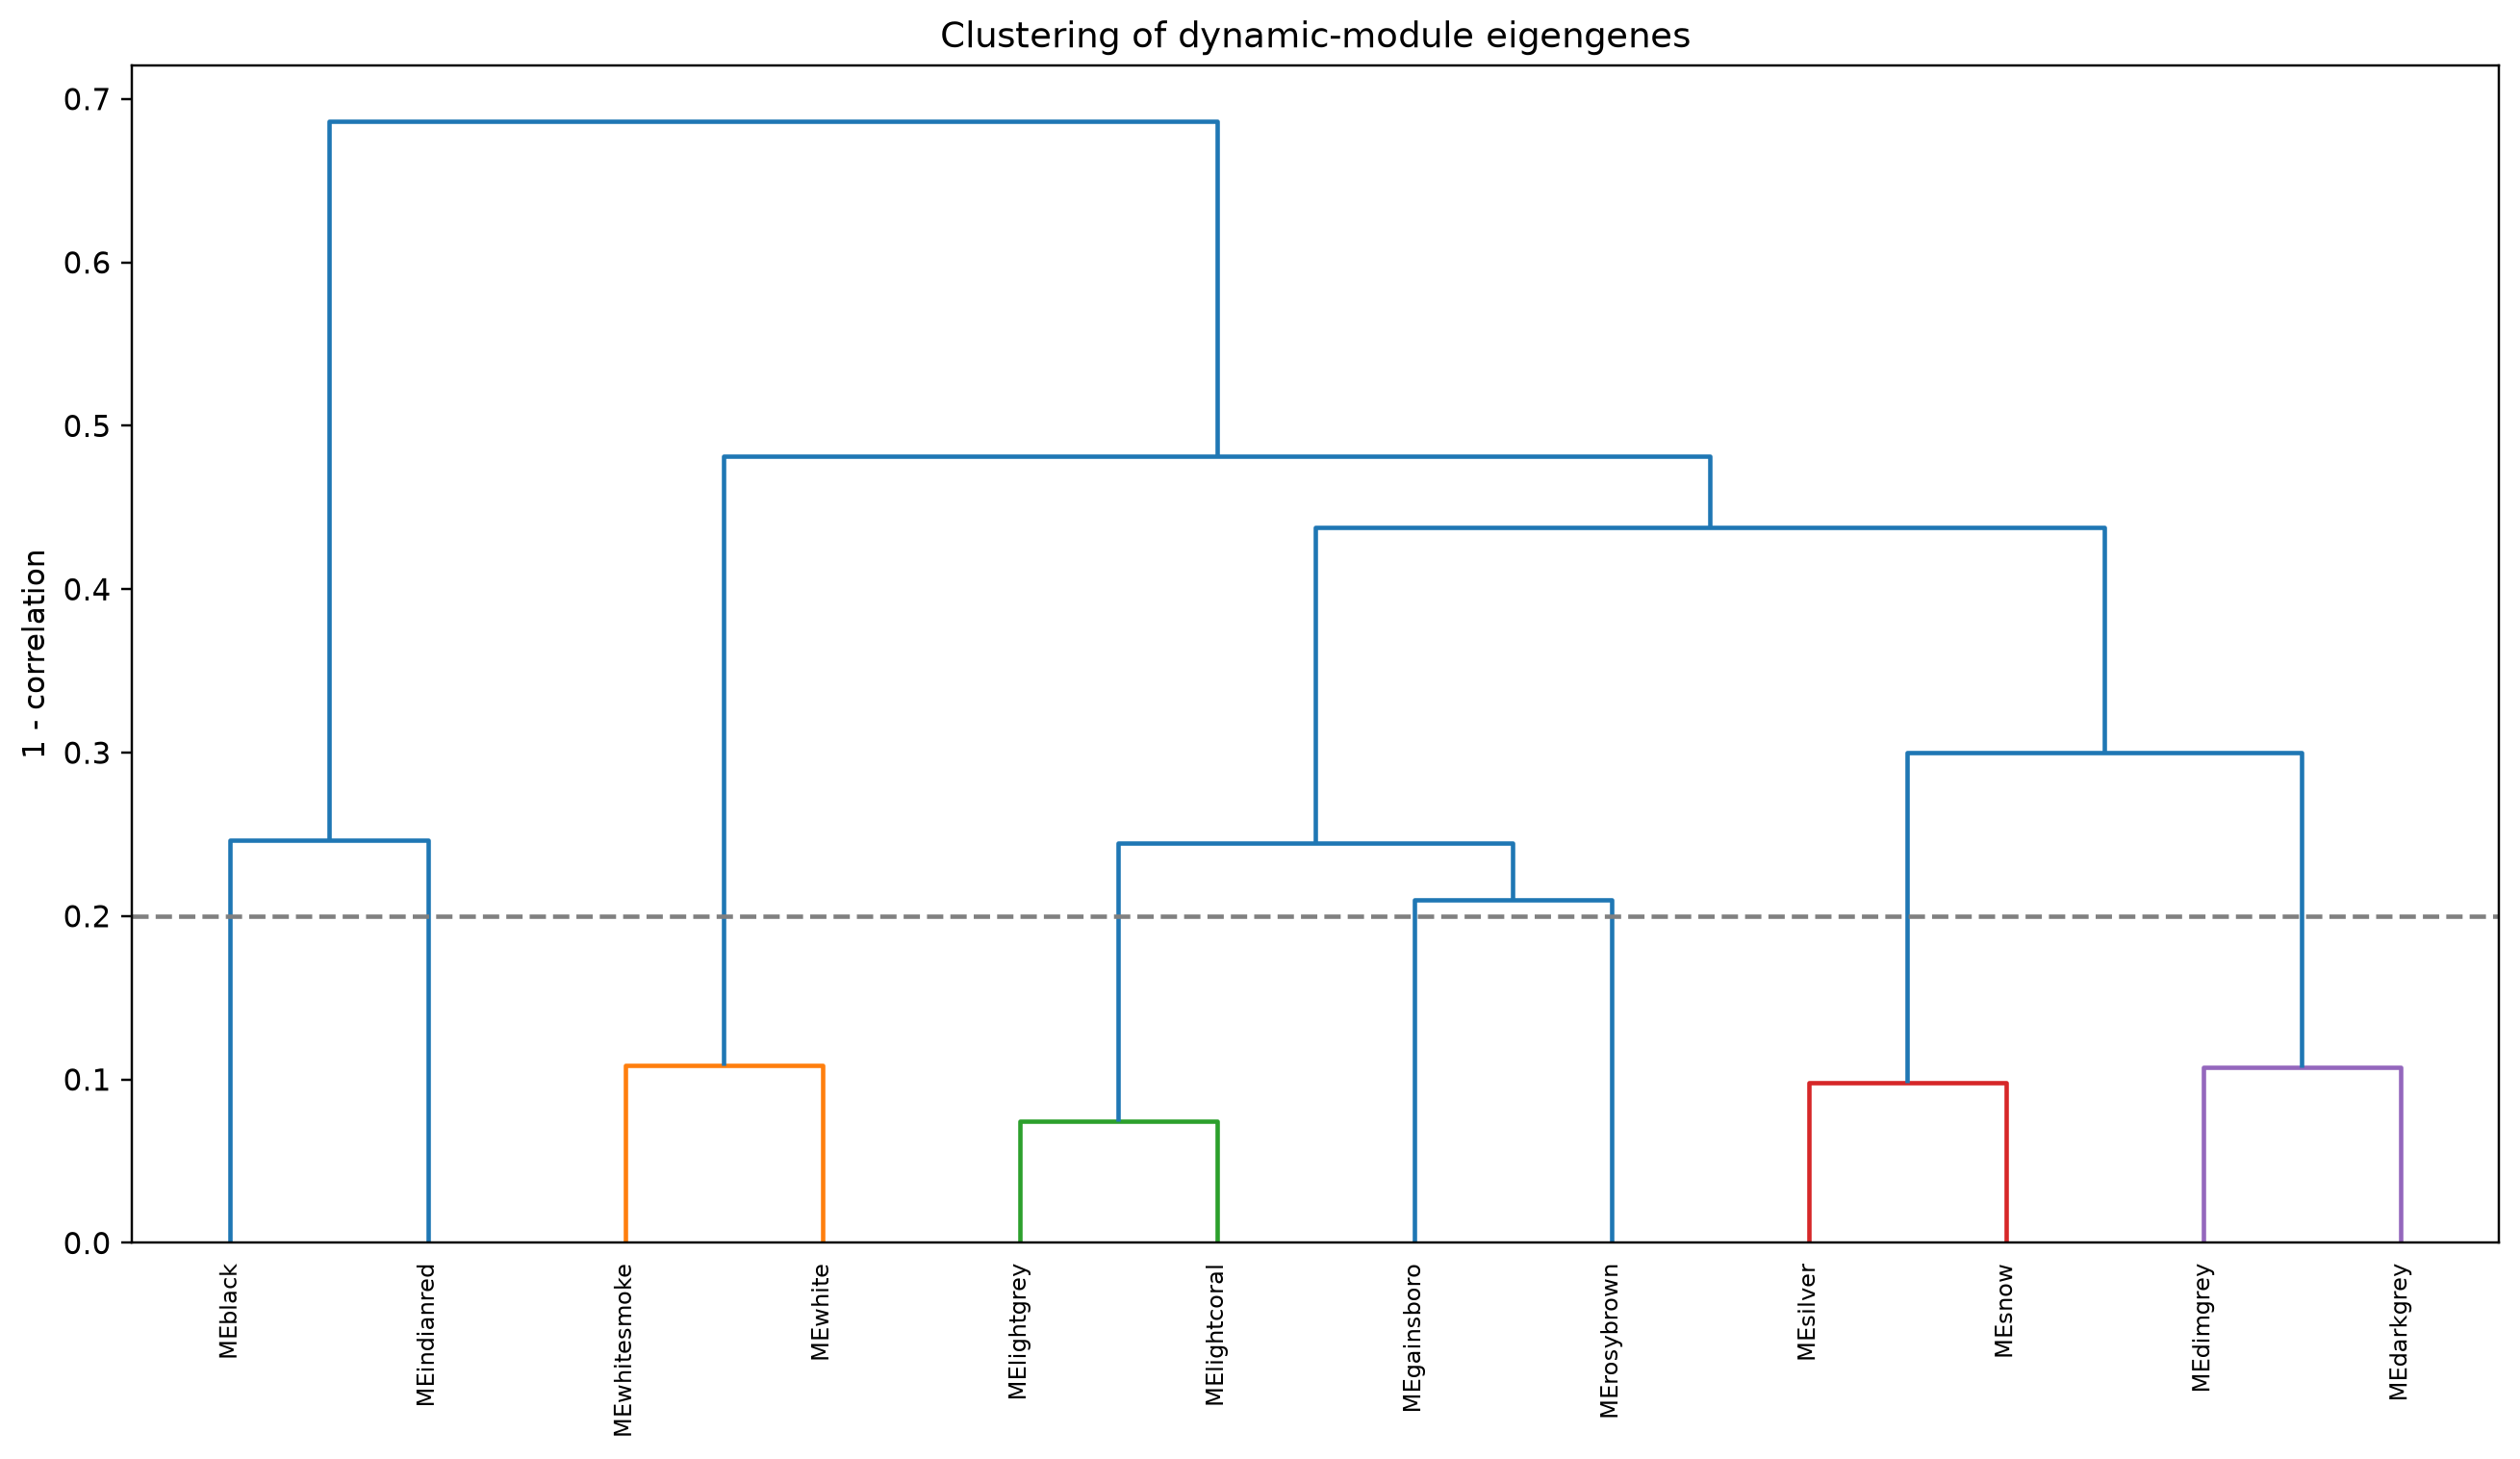 Clustering of dynamic-module eigengenes
1 - correlation
0.7
0.6
0.5
0.4
0.3
0.2
0.1
0.0
MEblack
MEindianred
MEwhitesmoke
MEwhite
MElightgrey
MElightcoral
MEgainsboro
MErosybrown
MEsilver
MEsnow
MEdimgrey
MEdarkgrey